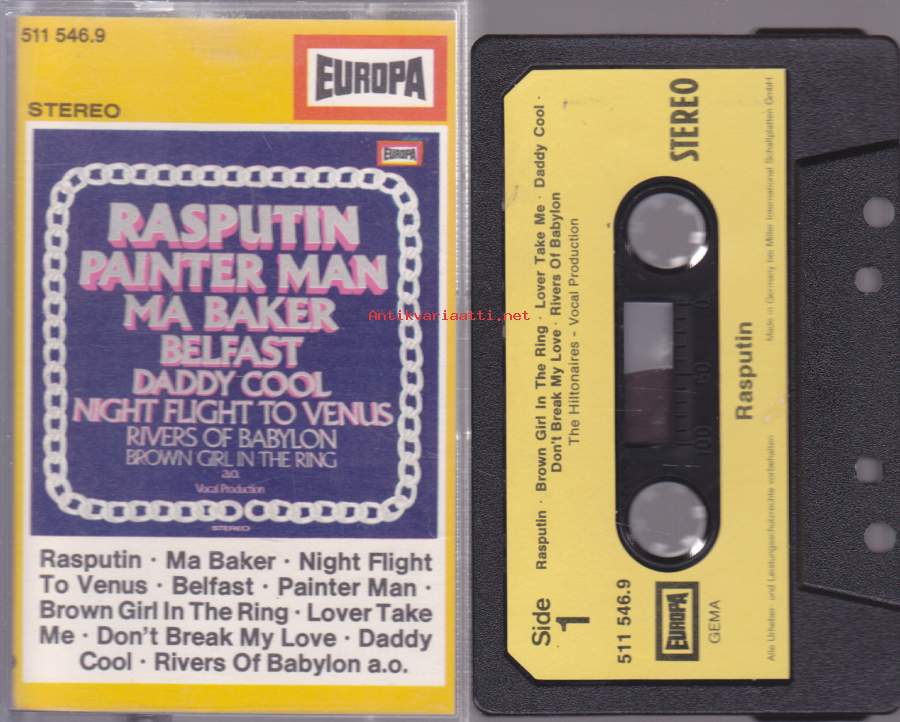 511 546.9
EUROPA
STEREO
EUROPA
RASPUTIN
PAINTER MAN
MA BAKER
BELFAST
DADDY COOL
NIGHT FLIGHT TO VENUS
RIVERS OF BABYLON
BROWN GIRL IN THE RING
a.o.
Vocal Production
STEREO
Rasputin · Ma Baker · Night Flight
To Venus · Belfast · Painter Man ·
Brown Girl In The Ring · Lover Take
Me · Don't Break My Love · Daddy
Cool · Rivers Of Babylon a.o.
Antikvariaatti.net
Side
1
Rasputin · Brown Girl In The Ring · Lover Take Me · Daddy Cool ·
Don't Break My Love · Rivers Of Babylon
The Hiltonaires - Vocal Production
STEREO
511 546.9
EUROPA
GEMA
0
50
100
Rasputin
Alle Urheber- und Leistungsschutzrechte vorbehalten
Made in Germany bei Miller International Schallplatten GmbH